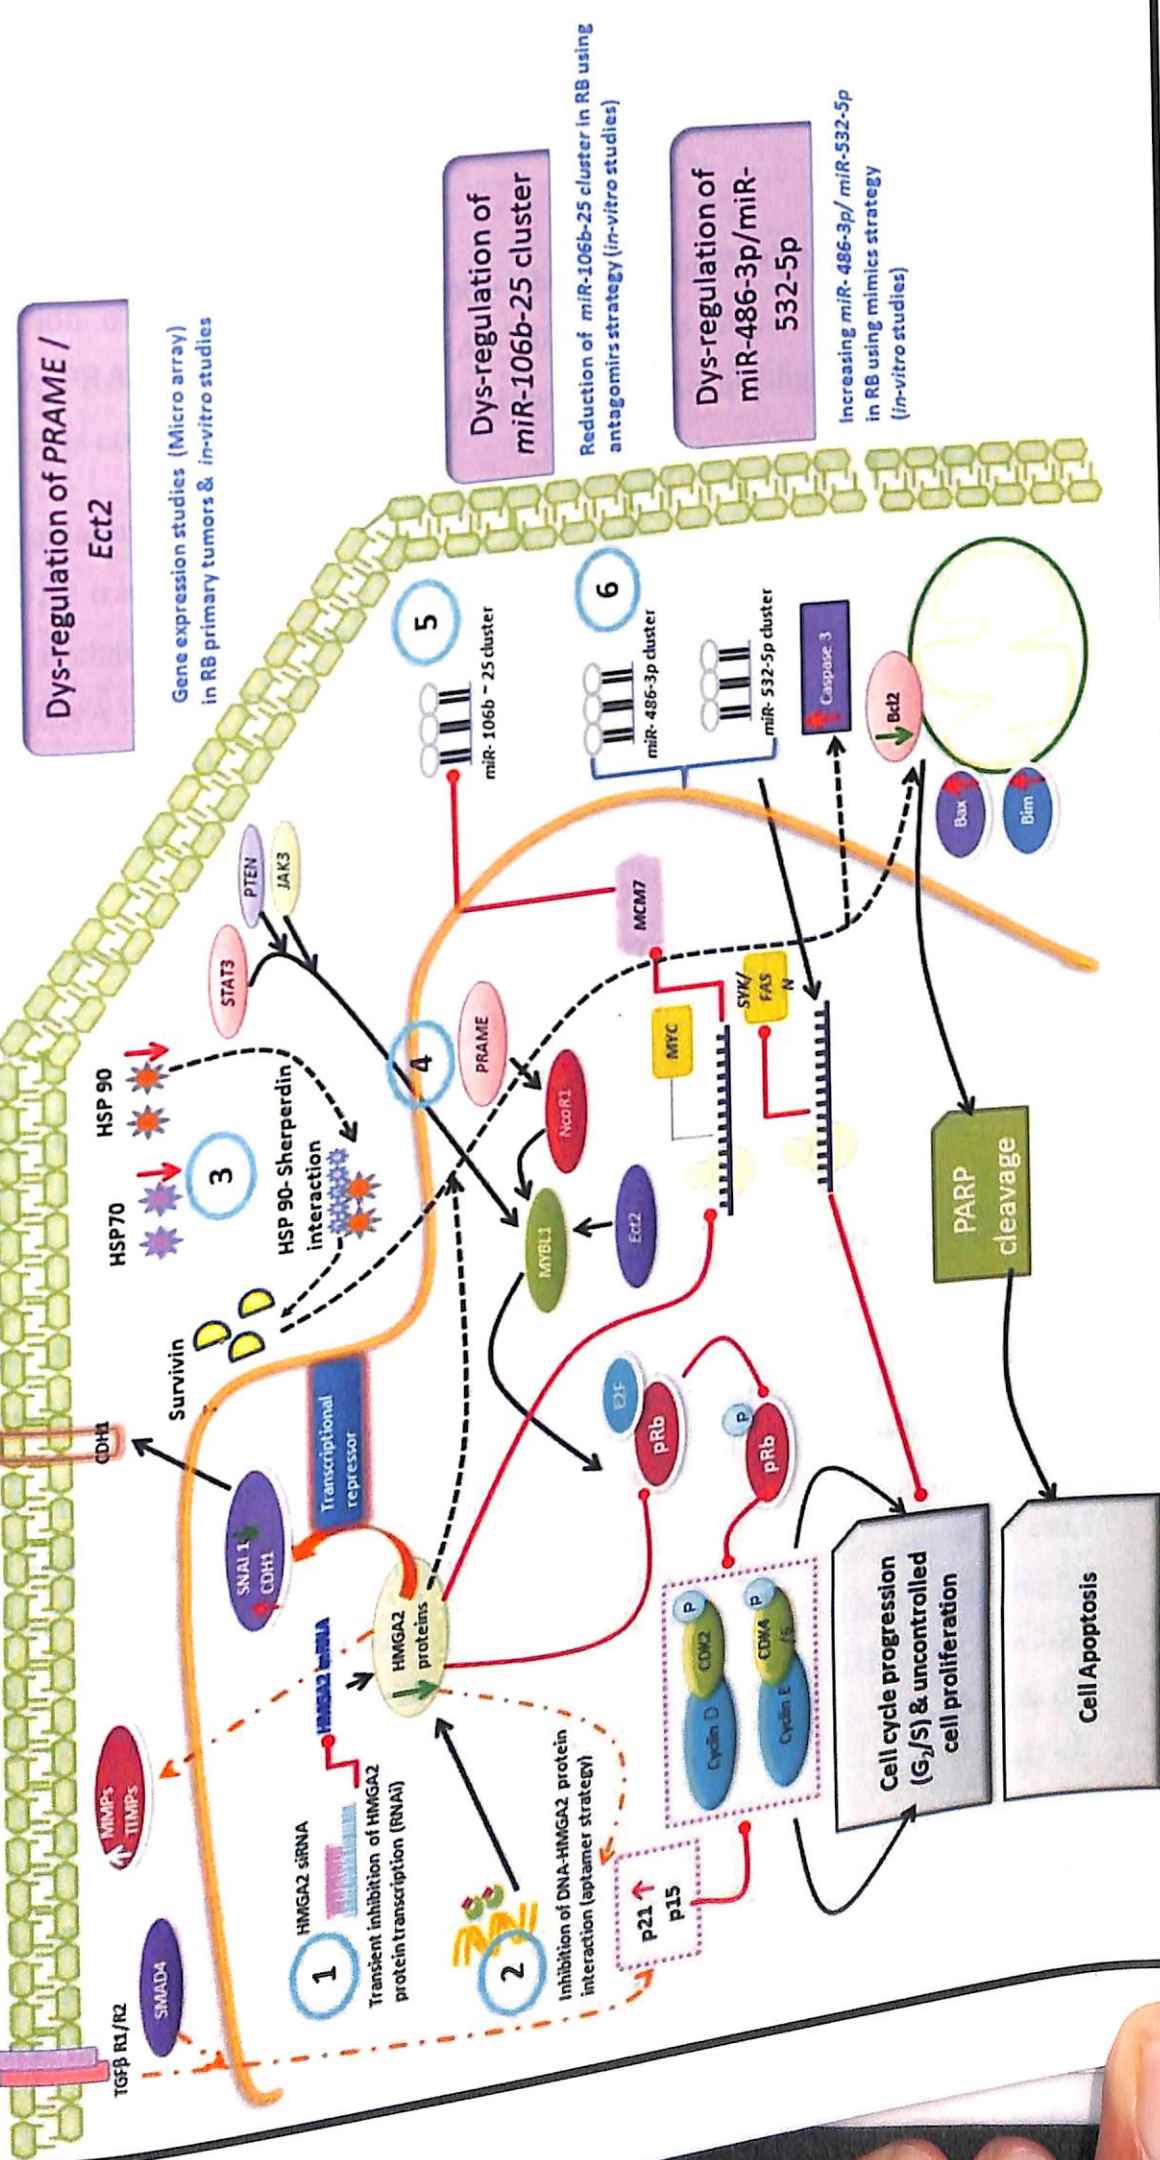 Dys-regulation of PRAME /
Ect2
Gene expression studies (Micro array)
in RB primary tumors & in-vitro studies
Dys-regulation of
miR-106b-25 cluster
Reduction of miR-106b-25 cluster in RB using
antagomirs strategy (in-vitro studies)
Dys-regulation of
miR-486-3p/miR-
532-5p
Increasing miR- 486-3p/ miR-532-5p
in RB using mimics strategy
(in-vitro studies)
TGFβ R1/R2
SMAD4
MMPs
TIMPs
CDH1
SNAI 1
CDH1
Survivin
HSP70
HSP 90
3
HSP 90- Sherperdin
interaction
STAT3
PTEN
JAK3
Transcriptional
repressor
1
HMGA2 siRNA
Transient inhibition of HMGA2
protein transcription (RNAi)
HMGA2 mRNA
HMGA2
proteins
2
Inhibition of DNA-HMGA2 protein
interaction (aptamer strategy)
4
PRAME
NcoR1
MYBL1
Ect2
5
miR- 106b ~ 25 cluster
6
miR- 486-3p cluster
miR- 532-5p cluster
MCM7
MYC
SYK/
FAS
N
E2F
pRb
P
pRb
p21
p15
Cyclin D
CDK2
P
Cyclin E
CDK4
/6
P
Caspase 3
Bcl2
Bax
Bim
PARP
cleavage
Cell cycle progression
(G₂/S) & uncontrolled
cell proliferation
Cell Apoptosis